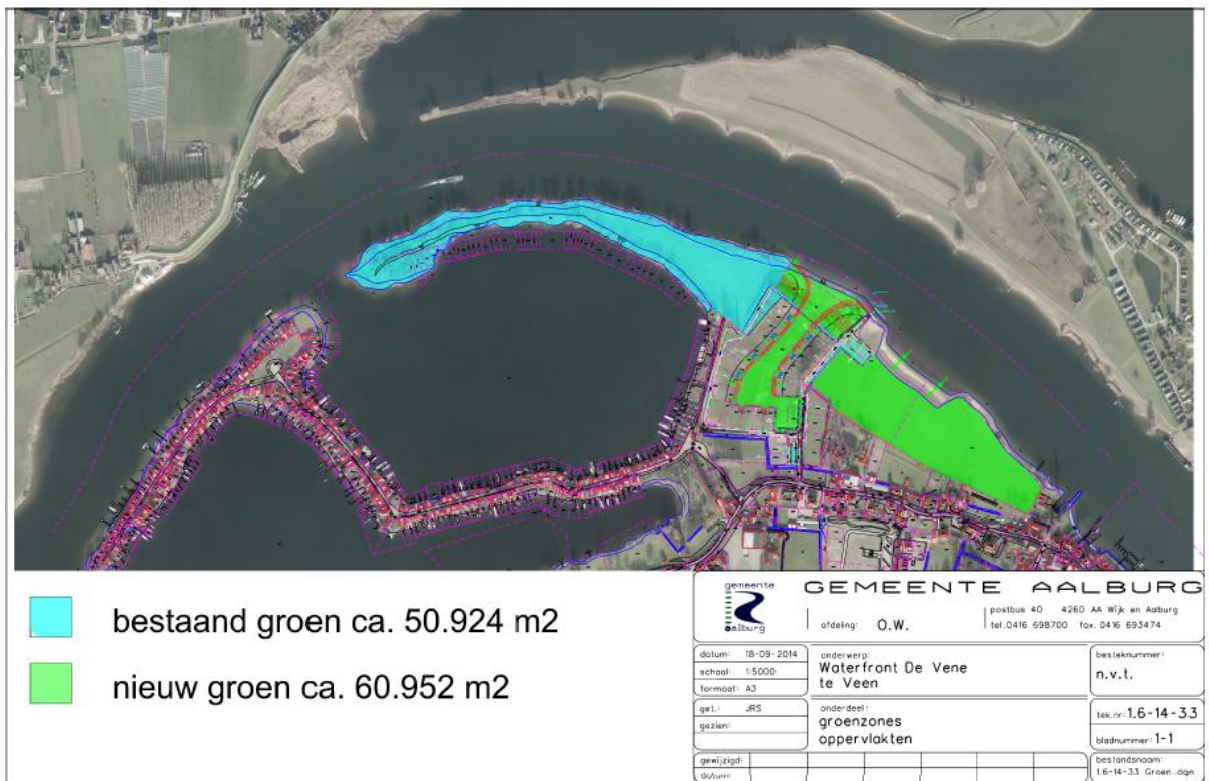 bestaand groen ca. 50.924 m2
nieuw groen ca. 60.952 m2
gemeente
aalburg
GEMEENTE AALBURG
afdeling: O.W.
postbus 40 4260 AA Wijk en Aalburg
tel.0416 698700 fax. 0416 693474
datum: 18-09-2014
schaal: 1:5000
formaat: A3
onderwerp:
Waterfront De Vene
te Veen
besteknummer:
n.v.t.
get.: JRS
gezien:
onderdeel:
groenzones
oppervlakten
tek.nr: 1.6-14-33
bladnummer: 1-1
gewijzigd:
datum:
bestandsnaam:
1.6-14-33 Groen..dgn